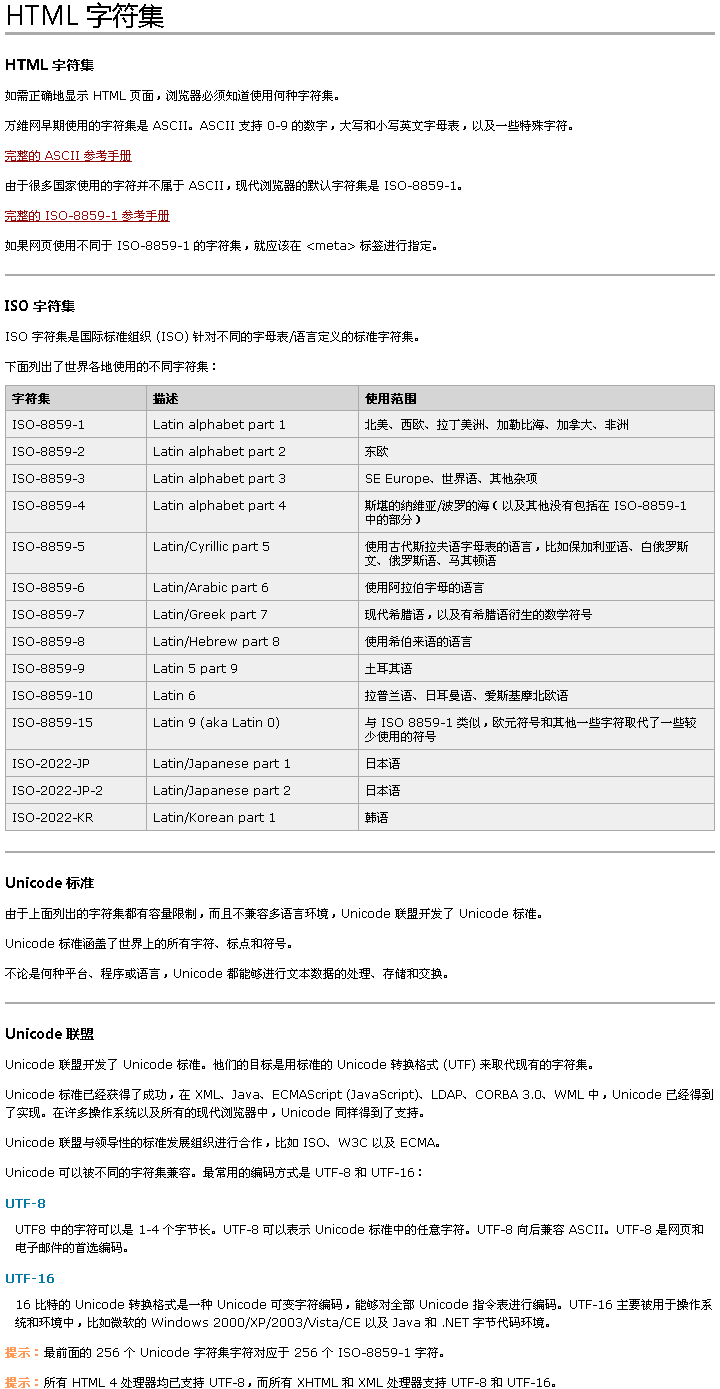 HTML 字符集
HTML 字符集
如需正确地显示 HTML 页面，浏览器必须知道使用何种字符集。
万维网早期使用的字符集是 ASCII。ASCII 支持 0-9 的数字，大写和小写英文字母表，以及一些特殊字符。
完整的 ASCII 参考手册
由于很多国家使用的字符并不属于 ASCII，现代浏览器的默认字符集是 ISO-8859-1。
完整的 ISO-8859-1 参考手册
如果网页使用不同于 ISO-8859-1 的字符集，就应该在 <meta> 标签进行指定。
ISO 字符集
ISO 字符集是国际标准组织 (ISO) 针对不同的字母表/语言定义的标准字符集。
下面列出了世界各地使用的不同字符集：
字符集 描述 使用范围
ISO-8859-1 Latin alphabet part 1 北美、西欧、拉丁美洲、加勒比海、加拿大、非洲
ISO-8859-2 Latin alphabet part 2 东欧
ISO-8859-3 Latin alphabet part 3 SE Europe、世界语、其他杂项
ISO-8859-4 Latin alphabet part 4 斯堪的纳维亚/波罗的海（以及其他没有包括在 ISO-8859-1
中的部分）
ISO-8859-5 Latin/Cyrillic part 5 使用古代斯拉夫语字母表的语言，比如保加利亚语、白俄罗斯
文、俄罗斯语、马其顿语
ISO-8859-6 Latin/Arabic part 6 使用阿拉伯字母的语言
ISO-8859-7 Latin/Greek part 7 现代希腊语，以及有希腊语衍生的数学符号
ISO-8859-8 Latin/Hebrew part 8 使用希伯来语的语言
ISO-8859-9 Latin 5 part 9 土耳其语
ISO-8859-10 Latin 6 拉普兰语、日耳曼语、爱斯基摩北欧语
ISO-8859-15 Latin 9 (aka Latin 0) 与 ISO 8859-1 类似，欧元符号和其他一些字符取代了一些较
少使用的符号
ISO-2022-JP Latin/Japanese part 1 日本语
ISO-2022-JP-2 Latin/Japanese part 2 日本语
ISO-2022-KR Latin/Korean part 1 韩语
Unicode 标准
由于上面列出的字符集都有容量限制，而且不兼容多语言环境，Unicode 联盟开发了 Unicode 标准。
Unicode 标准涵盖了世界上的所有字符、标点和符号。
不论是何种平台、程序或语言，Unicode 都能够进行文本数据的处理、存储和交换。
Unicode 联盟
Unicode 联盟开发了 Unicode 标准。他们的目标是用标准的 Unicode 转换格式 (UTF) 来取代现有的字符集。
Unicode 标准已经获得了成功，在 XML、Java、ECMAScript (JavaScript)、LDAP、CORBA 3.0、WML 中，Unicode 已经得到
了实现。在许多操作系统以及所有的现代浏览器中，Unicode 同样得到了支持。
Unicode 联盟与领导性的标准发展组织进行合作，比如 ISO、W3C 以及 ECMA。
Unicode 可以被不同的字符集兼容。最常用的编码方式是 UTF-8 和 UTF-16：
UTF-8
UTF8 中的字符可以是 1-4 个字节长。UTF-8 可以表示 Unicode 标准中的任意字符。UTF-8 向后兼容 ASCII。UTF-8 是网页和
电子邮件的首选编码。
UTF-16
16 比特的 Unicode 转换格式是一种 Unicode 可变字符编码，能够对全部 Unicode 指令表进行编码。UTF-16 主要被用于操作系
统和环境中，比如微软的 Windows 2000/XP/2003/Vista/CE 以及 Java 和 .NET 字节代码环境。
提示：最前面的 256 个 Unicode 字符集字符对应于 256 个 ISO-8859-1 字符。
提示：所有 HTML 4 处理器均已支持 UTF-8，而所有 XHTML 和 XML 处理器支持 UTF-8 和 UTF-16。